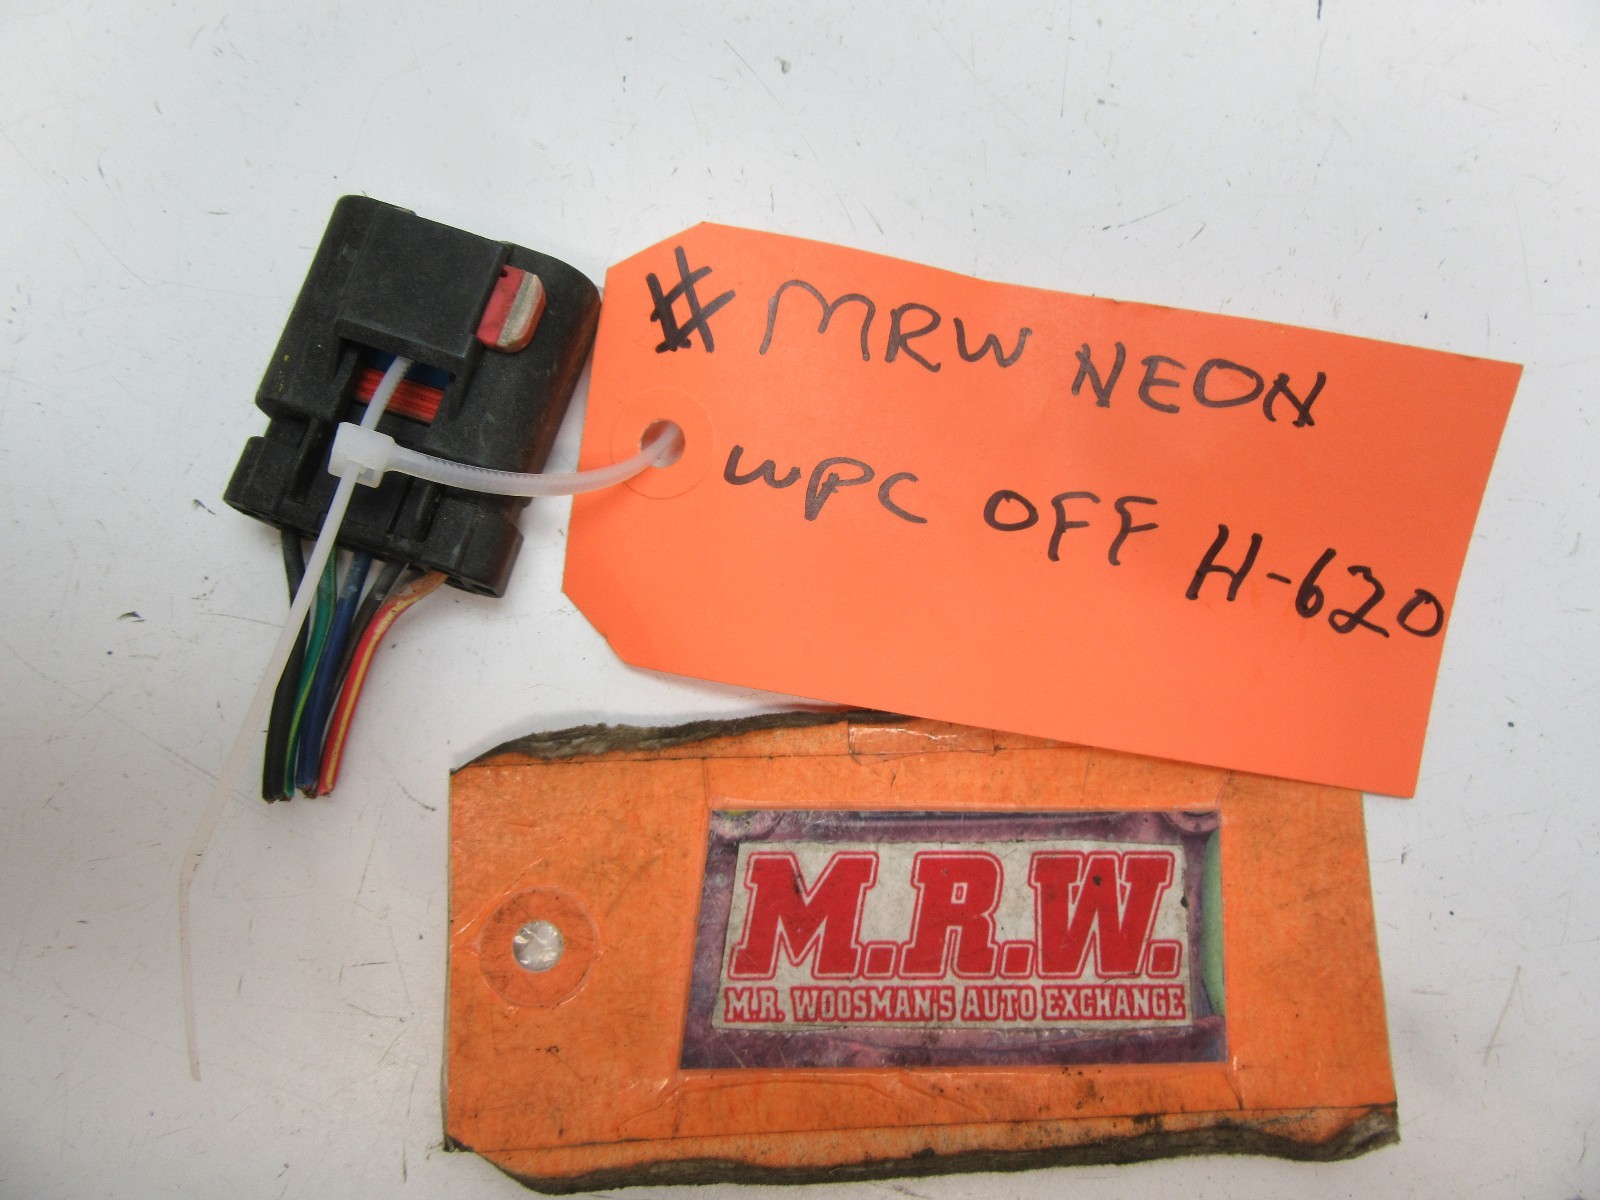 # MRW NEON
WPC OFF H-620
M.R.W.
M.R. WOOSMAN'S AUTO EXCHANGE